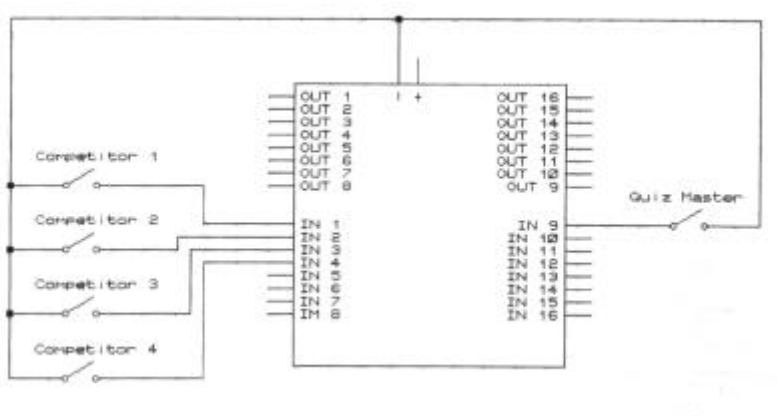 OUT 1
OUT 2
OUT 3
OUT 4
OUT 5
OUT 6
OUT 7
OUT 8
- +
OUT 16
OUT 15
OUT 14
OUT 13
OUT 12
OUT 11
OUT 10
OUT 9
Competitor 1
Competitor 2
Competitor 3
Competitor 4
IN 1
IN 2
IN 3
IN 4
IN 5
IN 6
IN 7
IM 8
IN 9
IN 10
IN 11
IN 12
IN 13
IN 14
IN 15
IN 16
Quiz Master